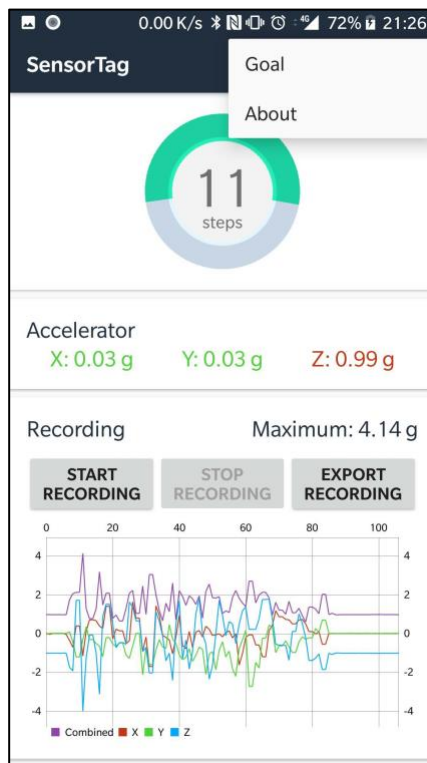 0.00 K/s 4G 72% 21:26
SensorTag
Goal
About
11
steps
Accelerator
X: 0.03 g Y: 0.03 g Z: 0.99 g
Recording Maximum: 4.14 g
START RECORDING STOP RECORDING EXPORT RECORDING
0 20 40 60 80 100
4 4
2 2
0 0
-2 -2
-4 -4
Combined X Y Z